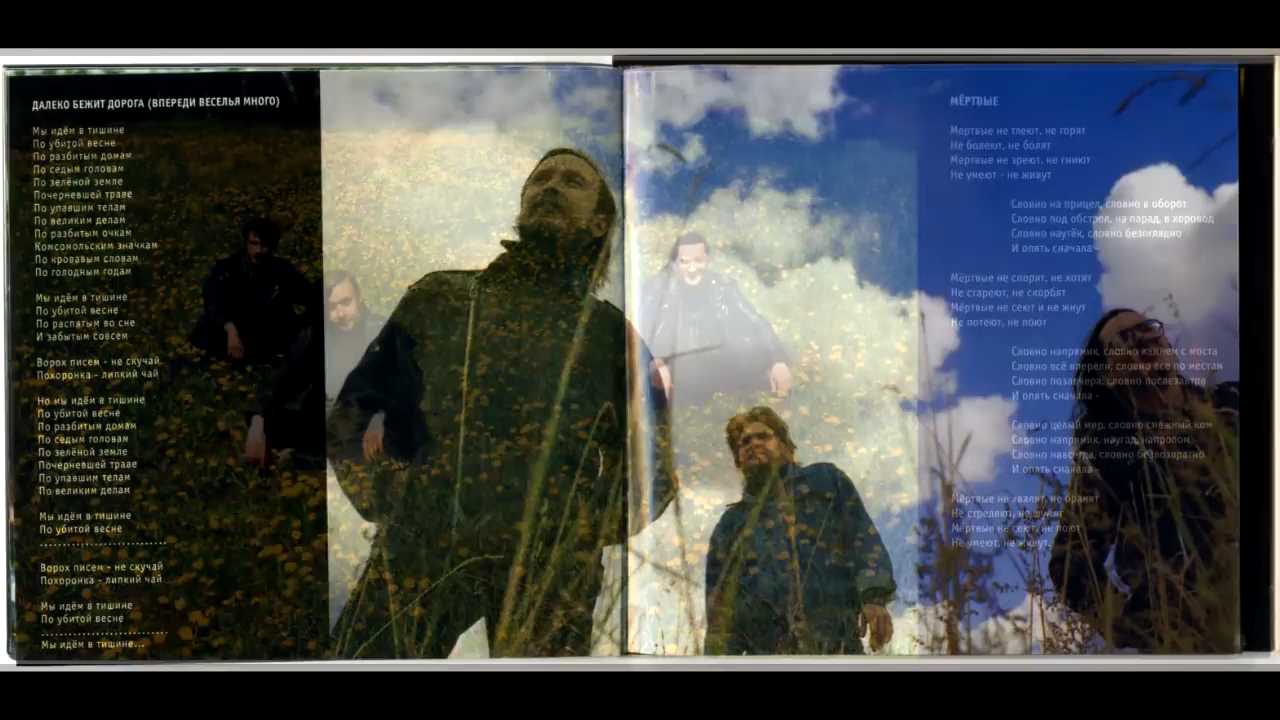 ДАЛЕКО БЕЖИТ ДОРОГА (ВПЕРЕДИ ВЕСЕЛЬЯ МНОГО)
Мы идём в тишине
По убитой весне
По разбитым домам
По седым головам
По зелёной земле
Почерневшей траве
По упавшим телам
По великим делам
По разбитым очкам
Комсомольским значкам
По кровавым словам
По голодным годам
Мы идём в тишине
По убитой весне
По распятым во сне
И забытым совсем
Ворох писем - не скучай
Похоронка - липкий чай
Но мы идём в тишине
По убитой весне
По разбитым домам
По седым головам
По зелёной земле
Почерневшей траве
По упавшим телам
По великим делам
Мы идём в тишине
По убитой весне
............................
Ворох писем - не скучай
Похоронка - липкий чай
Мы идём в тишине
По убитой весне
............................
Мы идём в тишине...
МЁРТВЫЕ
Мертвые не тлеют, не горят
Не болеют, не болят
Мертвые не зреют, не гниют
Не умеют - не живут
Словно на прицел, словно в оборот
Словно под обстрел, на парад, в хоровод
Словно наутёк, словно безоглядно
И опять сначала -
Мёртвые не спорят, не хотят
Не стареют, не скорбят
Мёртвые не сеют и не жнут
Не потеют, не поют
Словно напрямик, словно камнем с моста
Словно всё впереди, словно все по местам
Словно позавчера, словно послезавтра
И опять сначала -
Словно целый мир, словно снежный ком
Словно напрямик, наугад, напролом
Словно навсегда, словно безвозвратно
И опять сначала -
Мёртвые не хвалят, не бранят
Не стреляют, не шумят
Мёртвые не сеют, не поют
Не умеют, не живут.